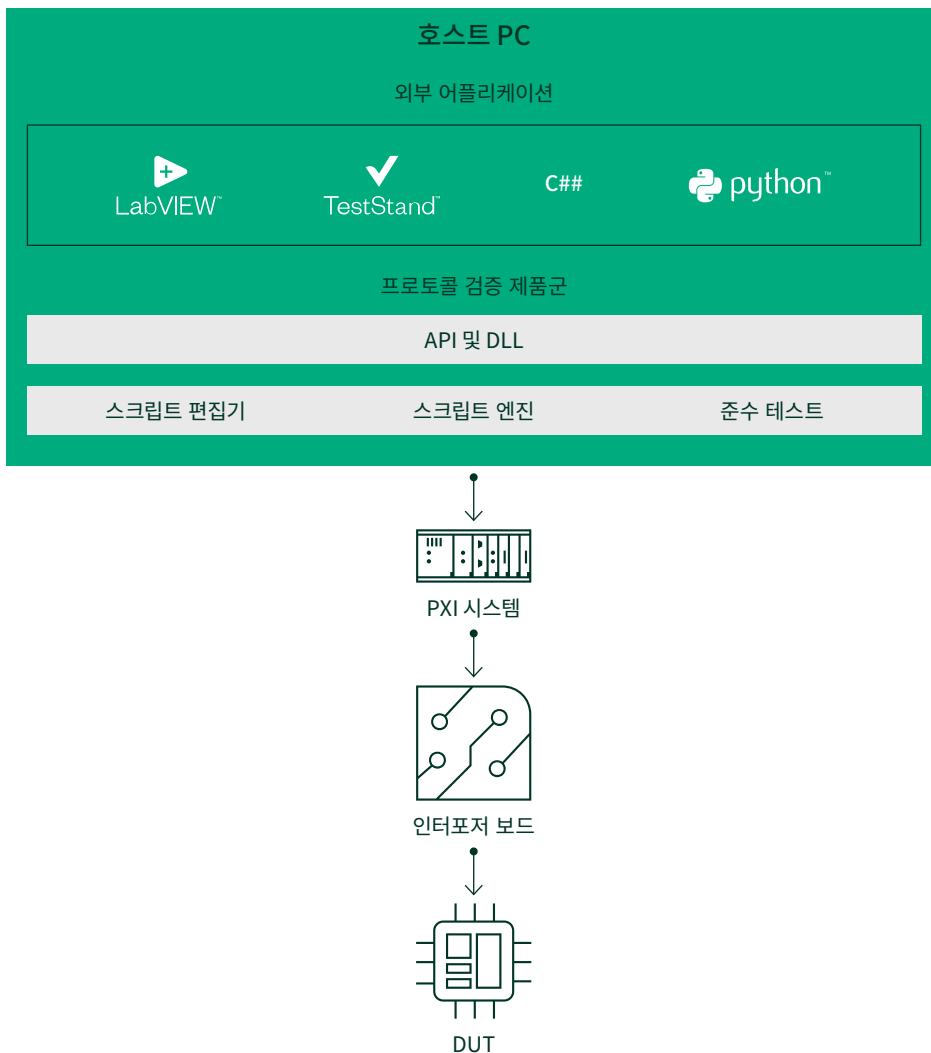 호스트 PC
외부 어플리케이션
LabVIEW™ TestStand™ C## python™
프로토콜 검증 제품군
API 및 DLL
스크립트 편집기 스크립트 엔진 준수 테스트
PXI 시스템
인터포저 보드
DUT